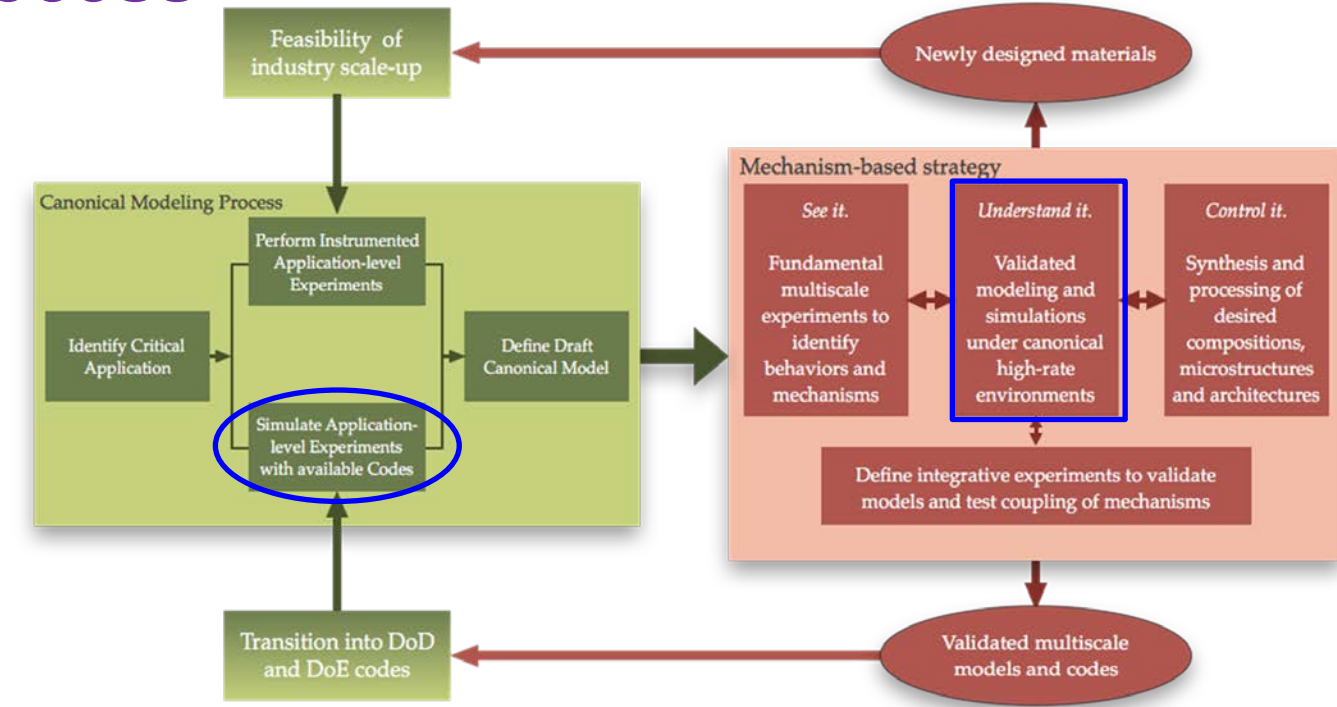 Feasibility of
industry scale-up
Newly designed materials
Canonical Modeling Process
Perform Instrumented
Application-level
Experiments
Identify Critical
Application
Define Draft
Canonical Model
Simulate Application-
level Experiments
with available Codes
Mechanism-based strategy
See it.
Fundamental
multiscale
experiments to
identify
behaviors and
mechanisms
Understand it.
Validated
modeling and
simulations
under canonical
high-rate
environments
Control it.
Synthesis and
processing of
desired
compositions,
microstructures
and architectures
Define integrative experiments to validate
models and test coupling of mechanisms
Transition into DoD
and DoE codes
Validated multiscale
models and codes